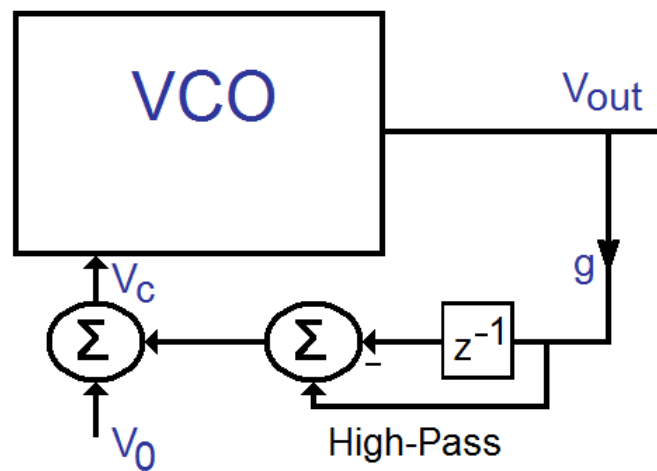 VCO
Vout
g
Vc
Σ
Σ
z⁻¹
-
V0
High-Pass